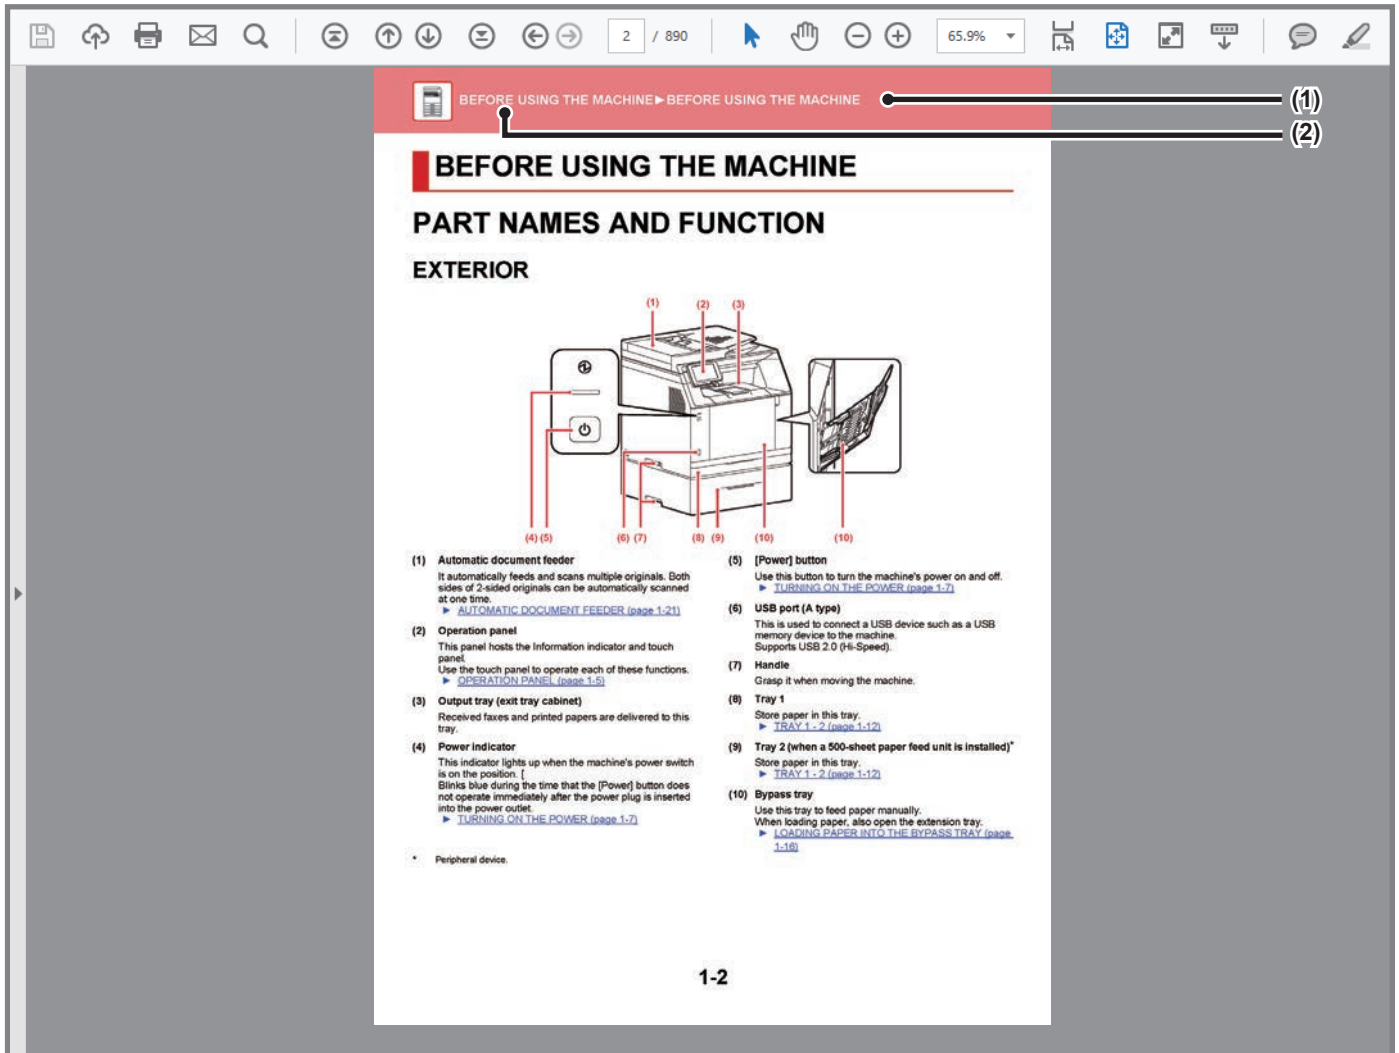 2 / 890
65.9%
BEFORE USING THE MACHINE►BEFORE USING THE MACHINE
(1)
(2)
BEFORE USING THE MACHINE
PART NAMES AND FUNCTION
EXTERIOR
(1) (2) (3)
(4) (5) (6) (7) (8) (9) (10) (10)
(1) Automatic document feeder
It automatically feeds and scans multiple originals. Both
sides of 2-sided originals can be automatically scanned
at one time.
► AUTOMATIC DOCUMENT FEEDER (page 1-21)
(2) Operation panel
This panel hosts the Information indicator and touch
panel.
Use the touch panel to operate each of these functions.
► OPERATION PANEL (page 1-5)
(3) Output tray (exit tray cabinet)
Received faxes and printed papers are delivered to this
tray.
(4) Power indicator
This indicator lights up when the machine's power switch
is on the position. [
Blinks blue during the time that the [Power] button does
not operate immediately after the power plug is inserted
into the power outlet.
► TURNING ON THE POWER (page 1-7)
(5) [Power] button
Use this button to turn the machine's power on and off.
► TURNING ON THE POWER (page 1-7)
(6) USB port (A type)
This is used to connect a USB device such as a USB
memory device to the machine.
Supports USB 2.0 (Hi-Speed).
(7) Handle
Grasp it when moving the machine.
(8) Tray 1
Store paper in this tray.
► TRAY 1 - 2 (page 1-12)
(9) Tray 2 (when a 500-sheet paper feed unit is installed)*
Store paper in this tray.
► TRAY 1 - 2 (page 1-12)
(10) Bypass tray
Use this tray to feed paper manually.
When loading paper, also open the extension tray.
► LOADING PAPER INTO THE BYPASS TRAY (page
1-16)
* Peripheral device.
1-2